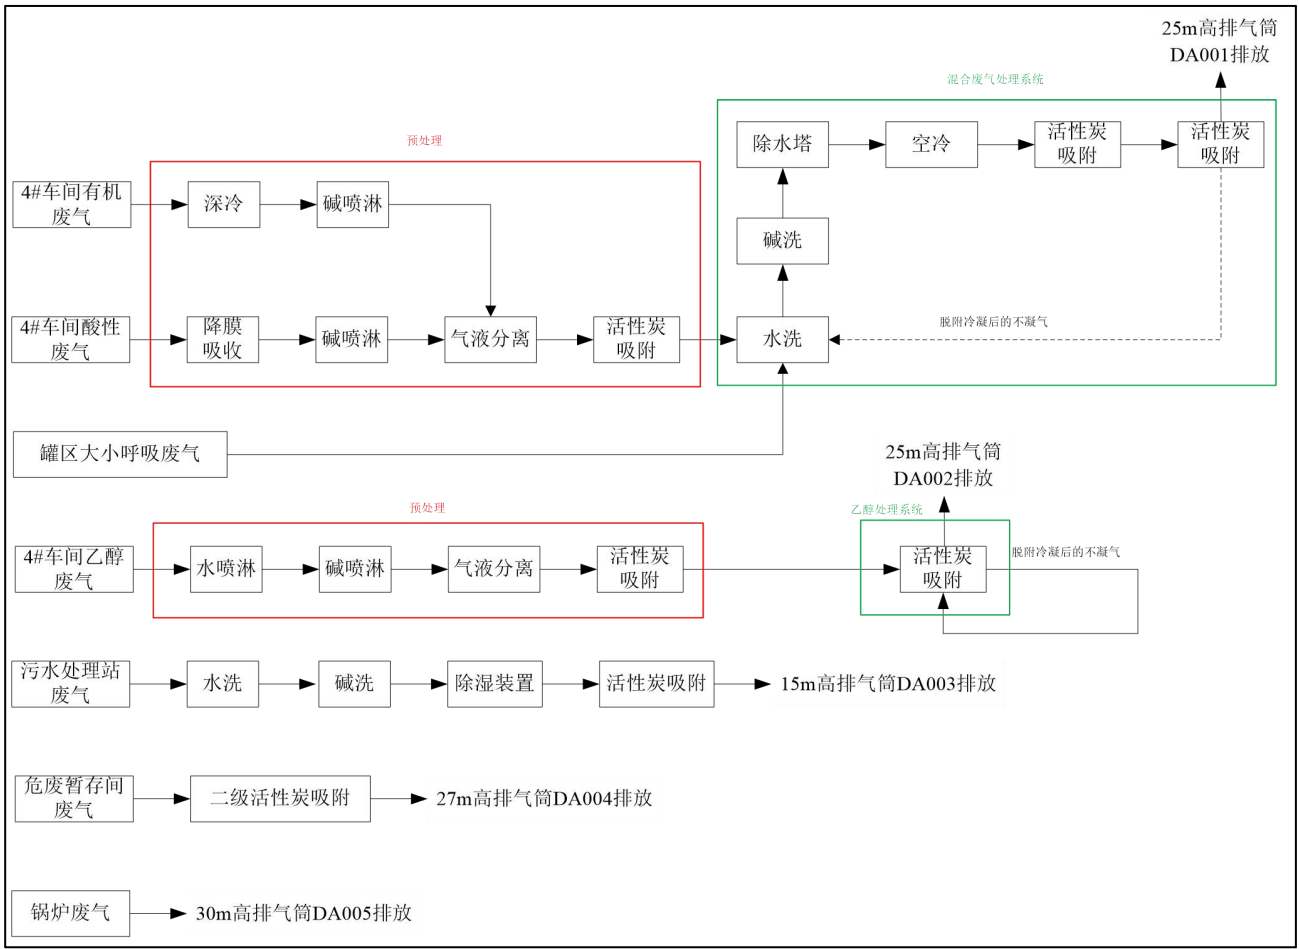 25m高排气筒
DA001排放
混合废气处理系统
预处理
除水塔
空冷
活性炭
吸附
活性炭
吸附
4#车间有机
废气
深冷
碱喷淋
碱洗
4#车间酸性
废气
降膜
吸收
碱喷淋
气液分离
活性炭
吸附
水洗
脱附冷凝后的不凝气
罐区大小呼吸废气
25m高排气筒
DA002排放
预处理
乙醇处理系统
4#车间乙醇
废气
水喷淋
碱喷淋
气液分离
活性炭
吸附
活性炭
吸附
脱附冷凝后的不凝气
污水处理站
废气
水洗
碱洗
除湿装置
活性炭吸附
15m高排气筒DA003排放
危废暂存间
废气
二级活性炭吸附
27m高排气筒DA004排放
锅炉废气
30m高排气筒DA005排放